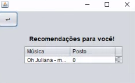 Recomendações para você!
Música Posto
Oh Juliana - m... 0